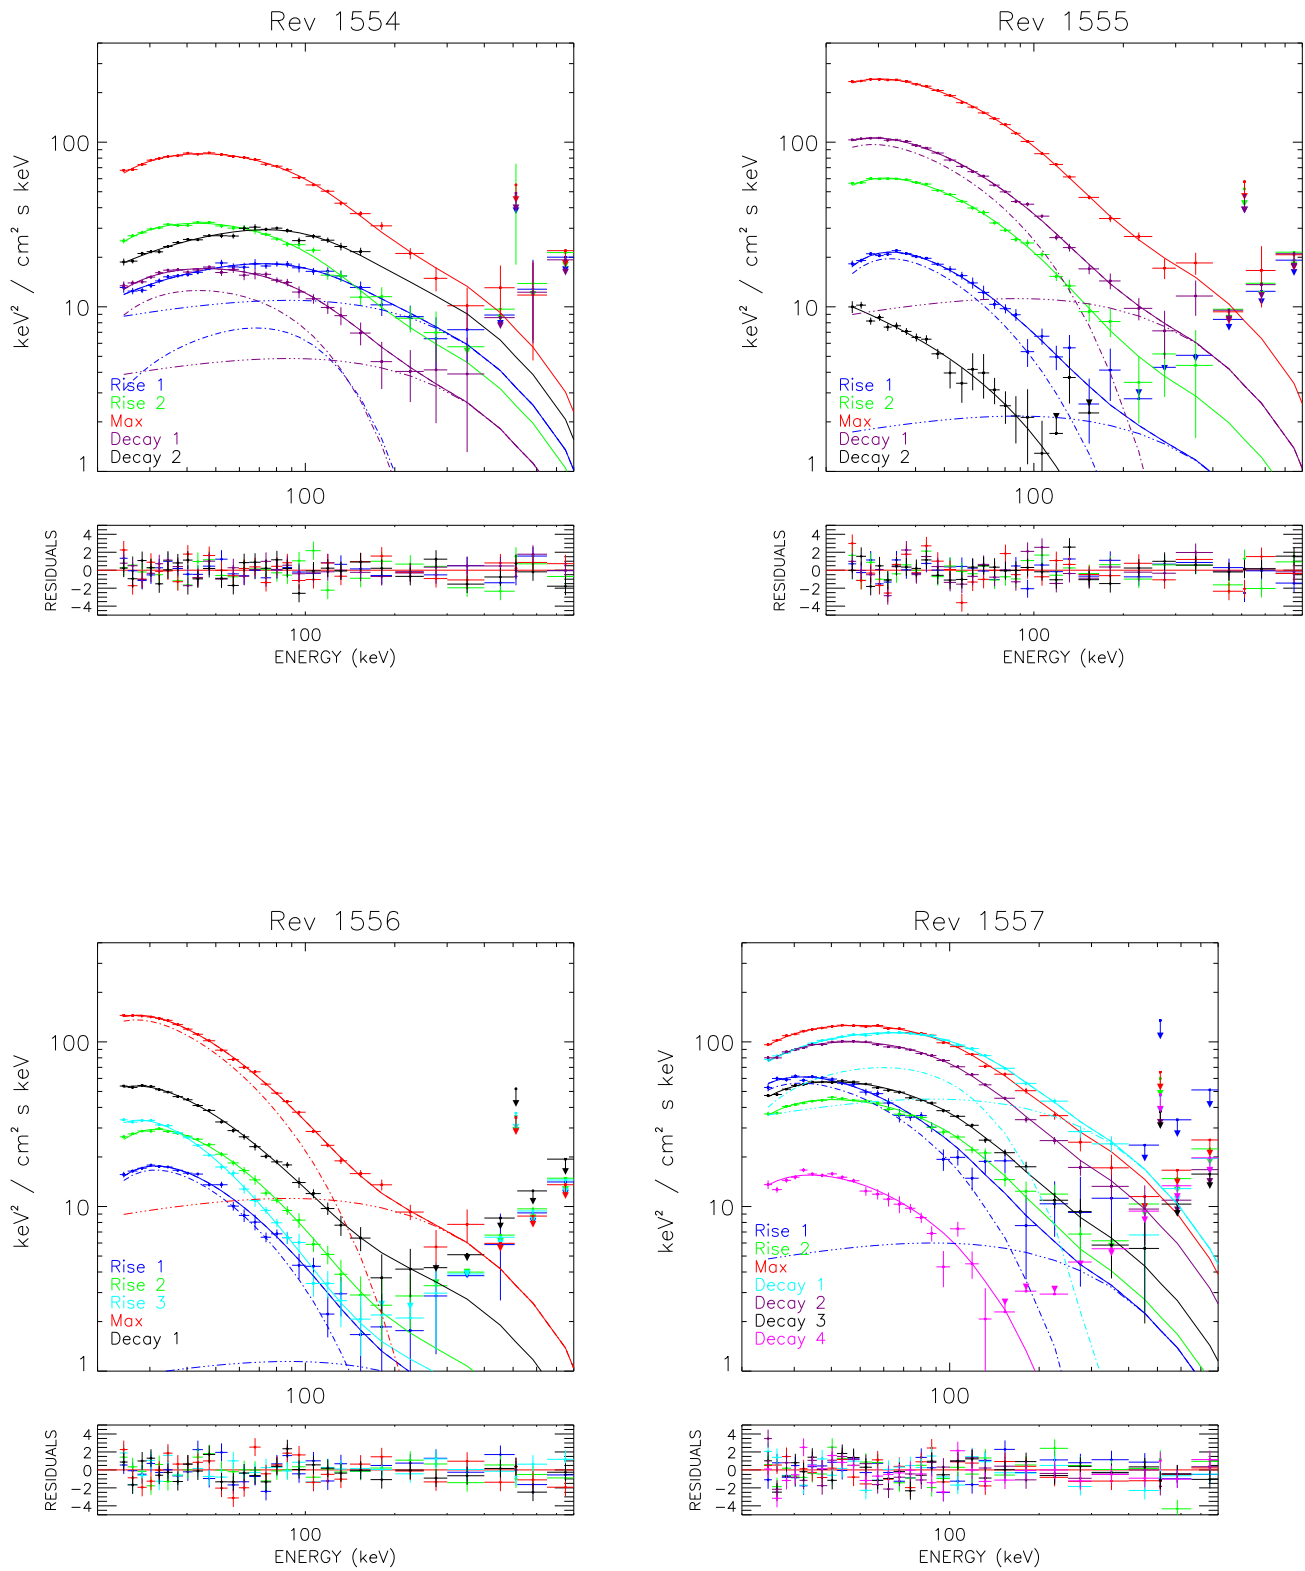 Rev 1554
keV² / cm² s keV
100
10
1
Rise 1
Rise 2
Max
Decay 1
Decay 2
100
RESIDUALS
4
2
0
−2
−4
100
ENERGY (keV)
Rev 1555
keV² / cm² s keV
100
10
1
Rise 1
Rise 2
Max
Decay 1
Decay 2
100
RESIDUALS
4
2
0
−2
−4
100
ENERGY (keV)
Rev 1556
keV² / cm² s keV
100
10
1
Rise 1
Rise 2
Rise 3
Max
Decay 1
100
RESIDUALS
4
2
0
−2
−4
100
ENERGY (keV)
Rev 1557
keV² / cm² s keV
100
10
1
Rise 1
Rise 2
Max
Decay 1
Decay 2
Decay 3
Decay 4
100
RESIDUALS
4
2
0
−2
−4
100
ENERGY (keV)